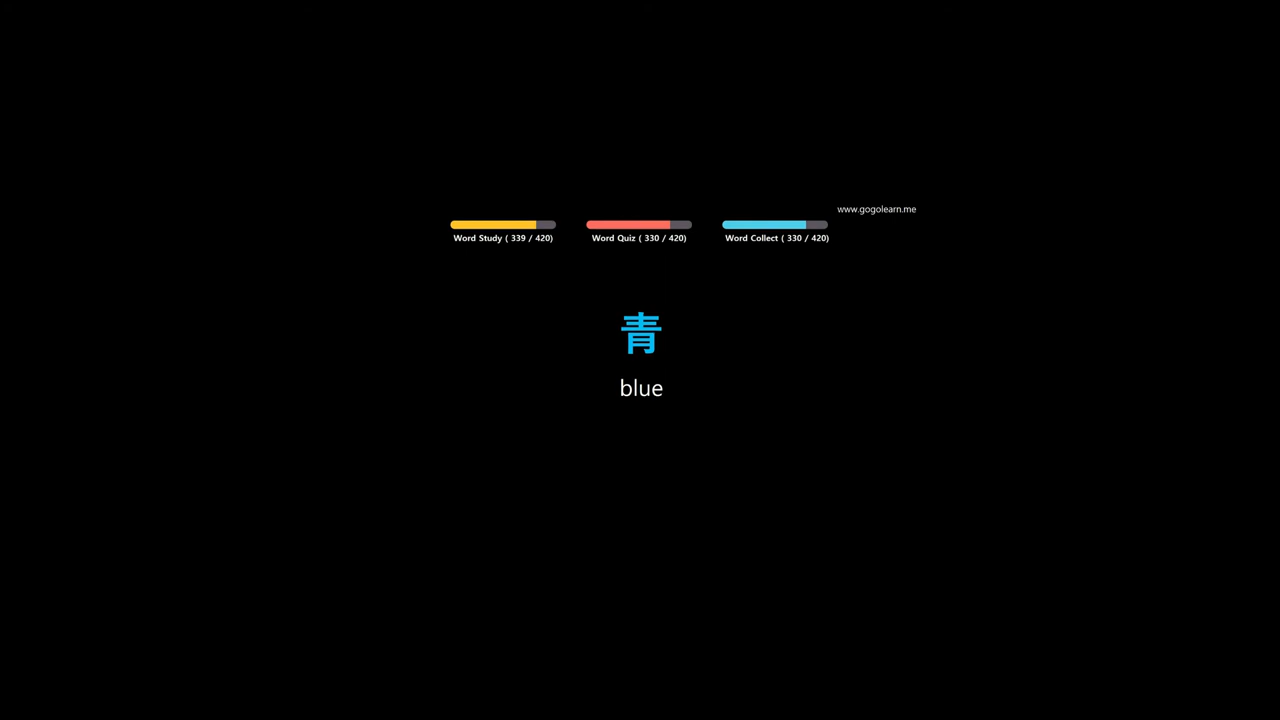 www.gogolearn.me
Word Study ( 339 / 420)
Word Quiz ( 330 / 420)
Word Collect ( 330 / 420)
青
blue